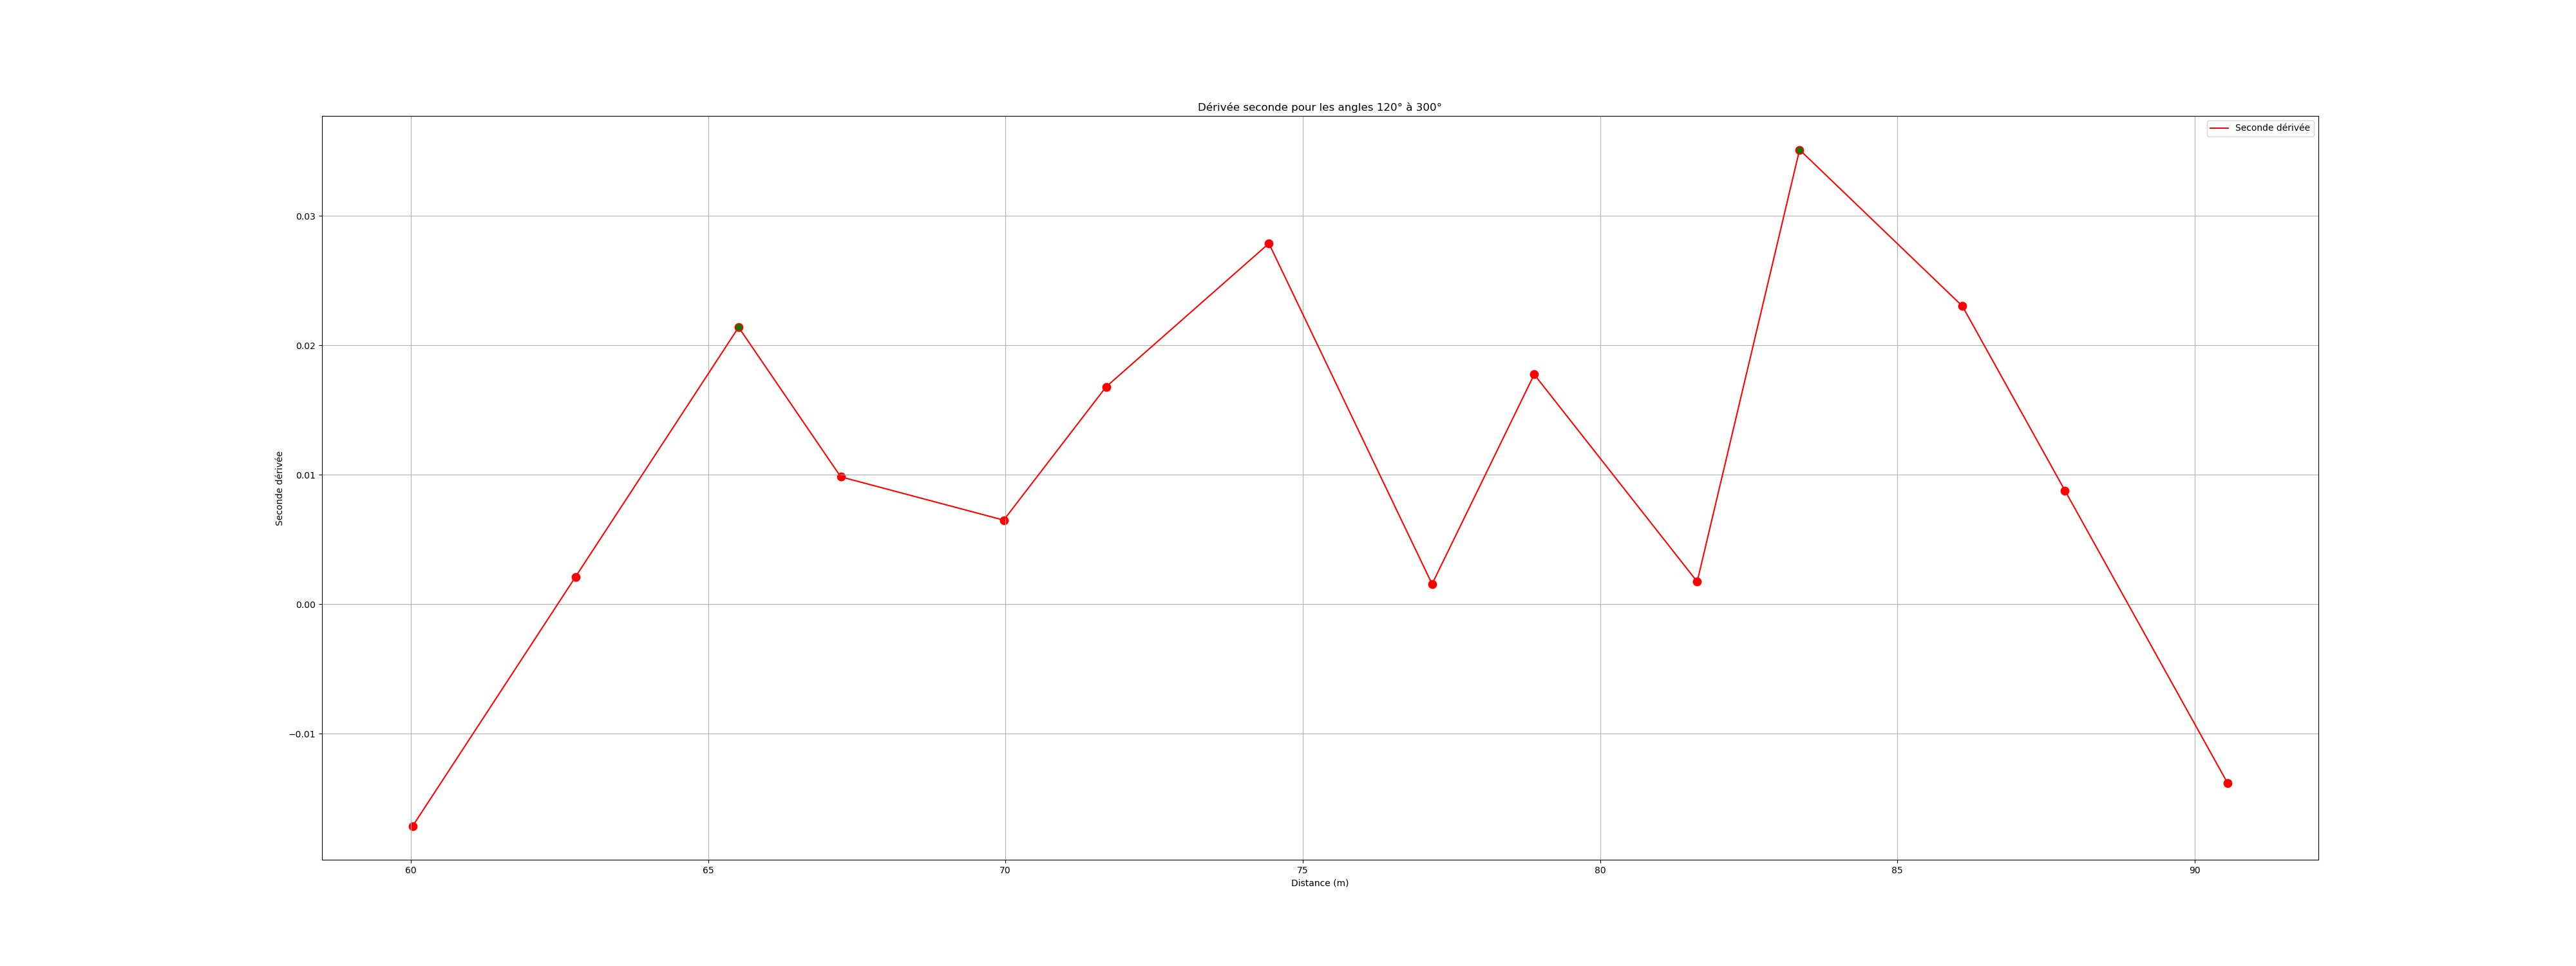 Dérivée seconde pour les angles 120° à 300°
Seconde dérivée
0.03
0.02
0.01
0.00
−0.01
Seconde dérivée
60 65 70 75 80 85 90
Distance (m)